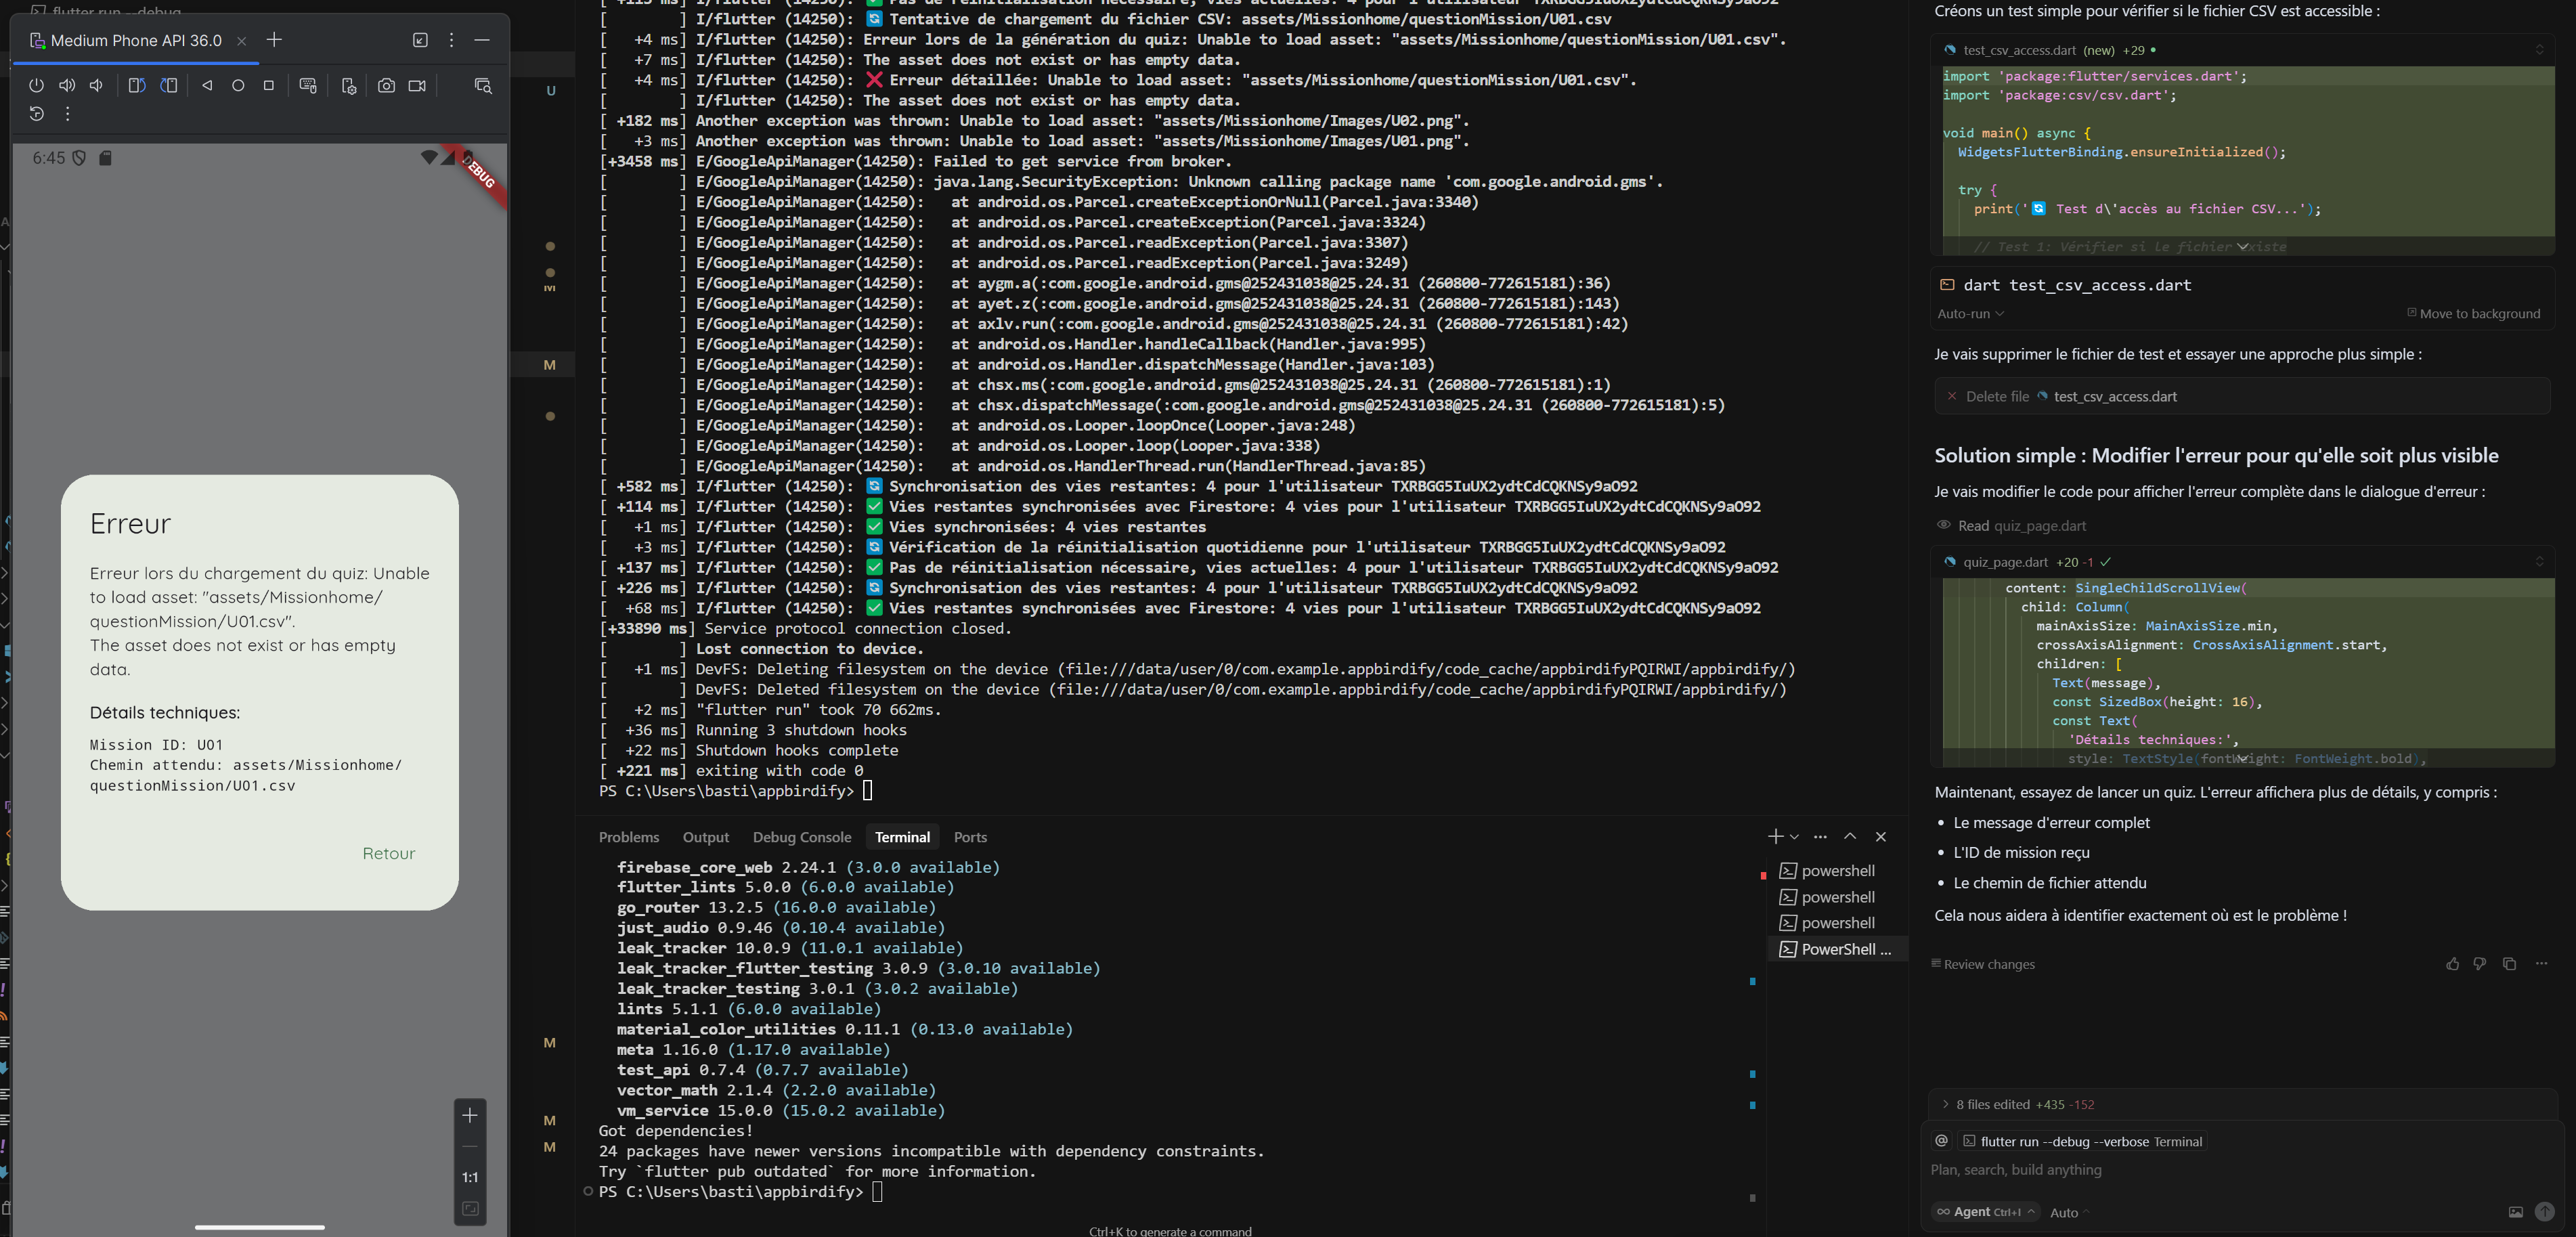 flutter run --debug
Medium Phone API 36.0
6:45
DEBUG
Erreur
Erreur lors du chargement du quiz: Unable
to load asset: "assets/Missionhome/
questionMission/U01.csv".
The asset does not exist or has empty
data.
Détails techniques:
Mission ID: U01
Chemin attendu: assets/Missionhome/
questionMission/U01.csv
Retour
1:1
U
M
M
M
M
M
[ +115 ms] I/flutter (14250): ✅ Pas de réinitialisation nécessaire, vies actuelles: 4 pour l'utilisateur TXRBGG5IuUX2ydtCdCQKNSy9aO92
[        ] I/flutter (14250): 🔄 Tentative de chargement du fichier CSV: assets/Missionhome/questionMission/U01.csv
[   +4 ms] I/flutter (14250): Erreur lors de la génération du quiz: Unable to load asset: "assets/Missionhome/questionMission/U01.csv".
[   +7 ms] I/flutter (14250): The asset does not exist or has empty data.
[   +4 ms] I/flutter (14250): ❌ Erreur détaillée: Unable to load asset: "assets/Missionhome/questionMission/U01.csv".
[        ] I/flutter (14250): The asset does not exist or has empty data.
[ +182 ms] Another exception was thrown: Unable to load asset: "assets/Missionhome/Images/U02.png".
[   +3 ms] Another exception was thrown: Unable to load asset: "assets/Missionhome/Images/U01.png".
[+3458 ms] E/GoogleApiManager(14250): Failed to get service from broker.
[        ] E/GoogleApiManager(14250): java.lang.SecurityException: Unknown calling package name 'com.google.android.gms'.
[        ] E/GoogleApiManager(14250):   at android.os.Parcel.createExceptionOrNull(Parcel.java:3340)
[        ] E/GoogleApiManager(14250):   at android.os.Parcel.createException(Parcel.java:3324)
[        ] E/GoogleApiManager(14250):   at android.os.Parcel.readException(Parcel.java:3307)
[        ] E/GoogleApiManager(14250):   at android.os.Parcel.readException(Parcel.java:3249)
[        ] E/GoogleApiManager(14250):   at aygm.a(:com.google.android.gms@252431038@25.24.31 (260800-772615181):36)
[        ] E/GoogleApiManager(14250):   at ayet.z(:com.google.android.gms@252431038@25.24.31 (260800-772615181):143)
[        ] E/GoogleApiManager(14250):   at axlv.run(:com.google.android.gms@252431038@25.24.31 (260800-772615181):42)
[        ] E/GoogleApiManager(14250):   at android.os.Handler.handleCallback(Handler.java:995)
[        ] E/GoogleApiManager(14250):   at android.os.Handler.dispatchMessage(Handler.java:103)
[        ] E/GoogleApiManager(14250):   at chsx.ms(:com.google.android.gms@252431038@25.24.31 (260800-772615181):1)
[        ] E/GoogleApiManager(14250):   at chsx.dispatchMessage(:com.google.android.gms@252431038@25.24.31 (260800-772615181):5)
[        ] E/GoogleApiManager(14250):   at android.os.Looper.loopOnce(Looper.java:248)
[        ] E/GoogleApiManager(14250):   at android.os.Looper.loop(Looper.java:338)
[        ] E/GoogleApiManager(14250):   at android.os.HandlerThread.run(HandlerThread.java:85)
[ +582 ms] I/flutter (14250): 🔄 Synchronisation des vies restantes: 4 pour l'utilisateur TXRBGG5IuUX2ydtCdCQKNSy9aO92
[ +114 ms] I/flutter (14250): ✅ Vies restantes synchronisées avec Firestore: 4 vies pour l'utilisateur TXRBGG5IuUX2ydtCdCQKNSy9aO92
[   +1 ms] I/flutter (14250): ✅ Vies synchronisées: 4 vies restantes
[   +3 ms] I/flutter (14250): 🔄 Vérification de la réinitialisation quotidienne pour l'utilisateur TXRBGG5IuUX2ydtCdCQKNSy9aO92
[ +137 ms] I/flutter (14250): ✅ Pas de réinitialisation nécessaire, vies actuelles: 4 pour l'utilisateur TXRBGG5IuUX2ydtCdCQKNSy9aO92
[ +226 ms] I/flutter (14250): 🔄 Synchronisation des vies restantes: 4 pour l'utilisateur TXRBGG5IuUX2ydtCdCQKNSy9aO92
[  +68 ms] I/flutter (14250): ✅ Vies restantes synchronisées avec Firestore: 4 vies pour l'utilisateur TXRBGG5IuUX2ydtCdCQKNSy9aO92
[+33890 ms] Service protocol connection closed.
[        ] Lost connection to device.
[   +1 ms] DevFS: Deleting filesystem on the device (file:///data/user/0/com.example.appbirdify/code_cache/appbirdifyPQIRWI/appbirdify/)
[        ] DevFS: Deleted filesystem on the device (file:///data/user/0/com.example.appbirdify/code_cache/appbirdifyPQIRWI/appbirdify/)
[   +2 ms] "flutter run" took 70 662ms.
[  +36 ms] Running 3 shutdown hooks
[  +22 ms] Shutdown hooks complete
[ +221 ms] exiting with code 0
PS C:\Users\basti\appbirdify>
Problems Output Debug Console Terminal Ports
firebase_core_web 2.24.1 (3.0.0 available)
flutter_lints 5.0.0 (6.0.0 available)
go_router 13.2.5 (16.0.0 available)
just_audio 0.9.46 (0.10.4 available)
leak_tracker 10.0.9 (11.0.1 available)
leak_tracker_flutter_testing 3.0.9 (3.0.10 available)
leak_tracker_testing 3.0.1 (3.0.2 available)
lints 5.1.1 (6.0.0 available)
material_color_utilities 0.11.1 (0.13.0 available)
meta 1.16.0 (1.17.0 available)
test_api 0.7.4 (0.7.7 available)
vector_math 2.1.4 (2.2.0 available)
vm_service 15.0.0 (15.0.2 available)
Got dependencies!
24 packages have newer versions incompatible with dependency constraints.
Try `flutter pub outdated` for more information.
PS C:\Users\basti\appbirdify>
Ctrl+K to generate a command
powershell
powershell
powershell
PowerShell ...
Créons un test simple pour vérifier si le fichier CSV est accessible :
test_csv_access.dart (new) +29
import 'package:flutter/services.dart';
import 'package:csv/csv.dart';
void main() async {
WidgetsFlutterBinding.ensureInitialized();
try {
print('🔄 Test d\'accès au fichier CSV...');
// Test 1: Vérifier si le fichier existe
dart test_csv_access.dart
Auto-run Move to background
Je vais supprimer le fichier de test et essayer une approche plus simple :
Delete file test_csv_access.dart
Solution simple : Modifier l'erreur pour qu'elle soit plus visible
Je vais modifier le code pour afficher l'erreur complète dans le dialogue d'erreur :
Read quiz_page.dart
quiz_page.dart +20 -1
content: SingleChildScrollView(
child: Column(
mainAxisSize: MainAxisSize.min,
crossAxisAlignment: CrossAxisAlignment.start,
children: [
Text(message),
const SizedBox(height: 16),
const Text(
'Détails techniques:',
style: TextStyle(fontWeight: FontWeight.bold),
Maintenant, essayez de lancer un quiz. L'erreur affichera plus de détails, y compris :
• Le message d'erreur complet
• L'ID de mission reçu
• Le chemin de fichier attendu
Cela nous aidera à identifier exactement où est le problème !
Review changes
8 files edited +435 -152
@ flutter run --debug --verbose Terminal
Plan, search, build anything
∞ Agent Ctrl+I Auto